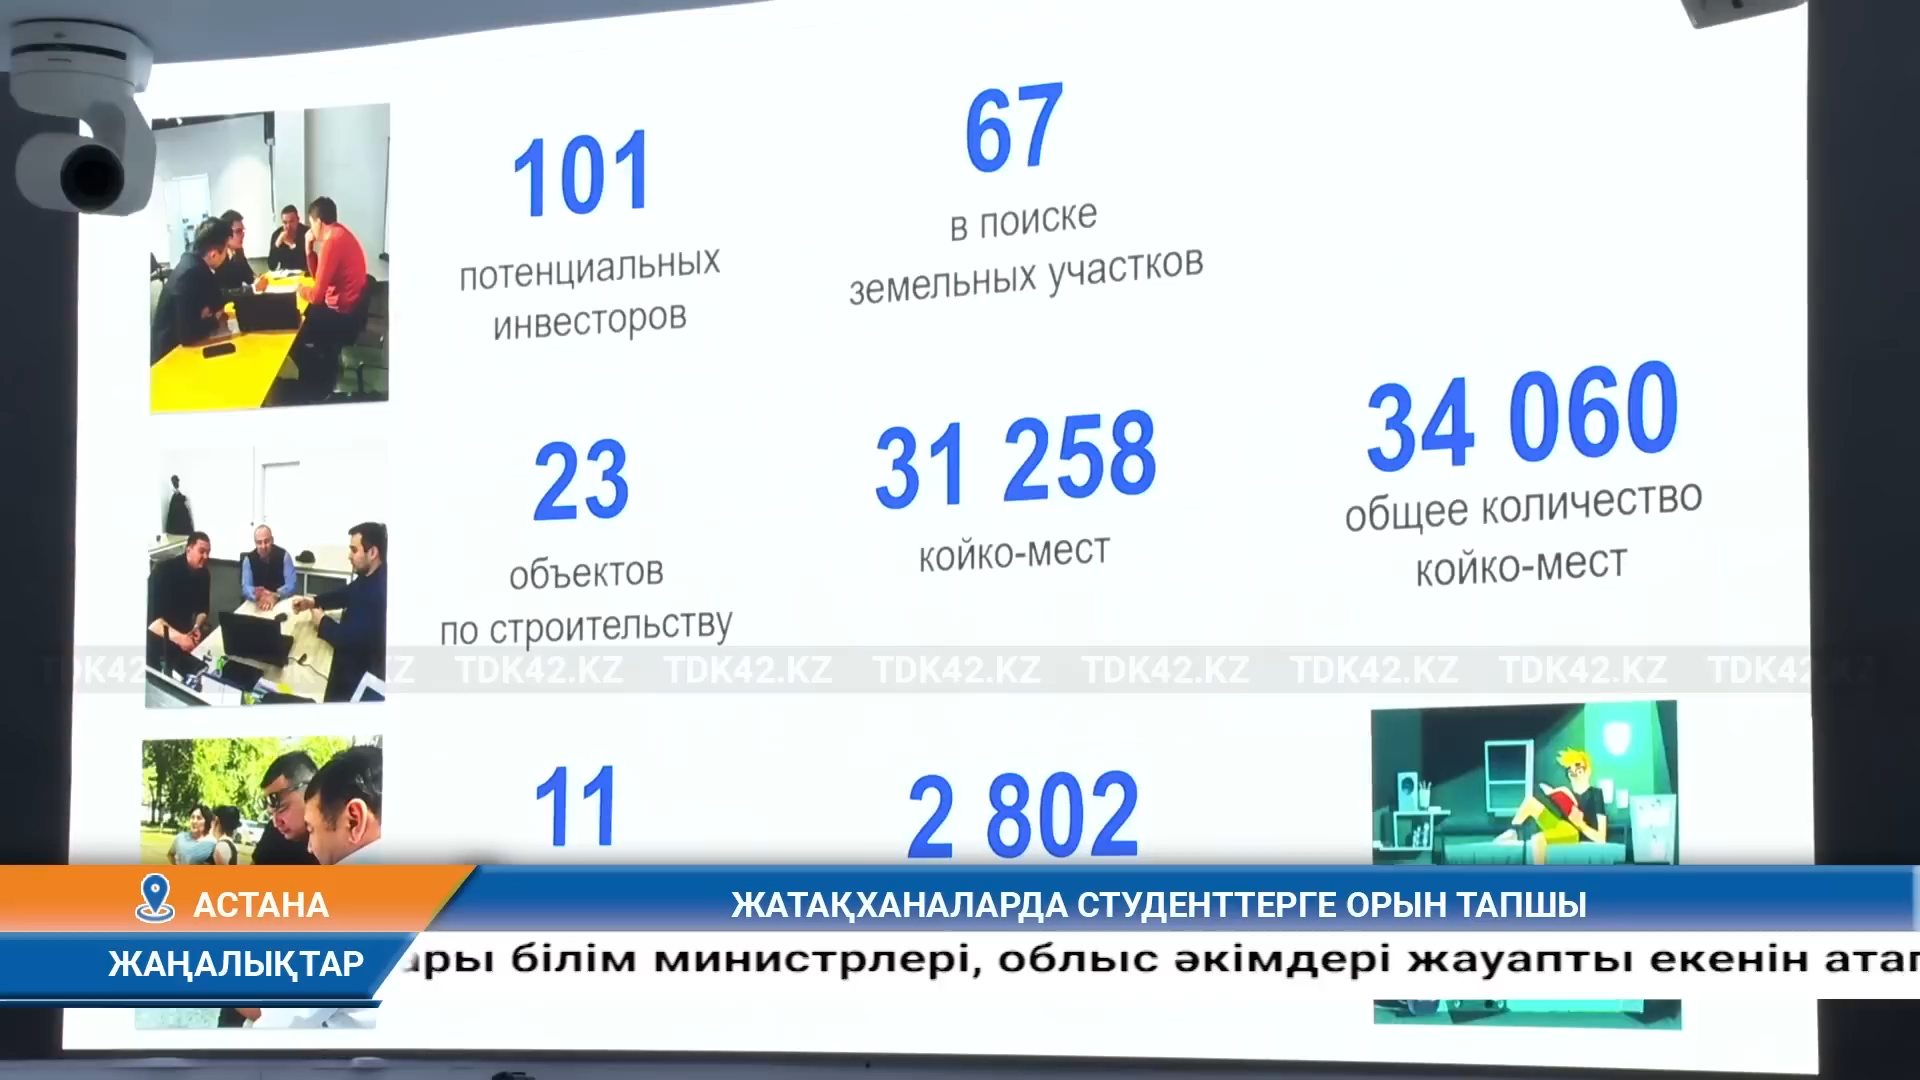 101
потенциальных
инвесторов
67
в поиске
земельных участков
23
объектов
по строительству
31 258
койко-мест
34 060
общее количество
койко-мест
TDK42.KZ TDK42.KZ TDK42.KZ TDK42.KZ TDK42.KZ TDK42.KZ
11
2 802
АСТАНА
ЖАТАҚХАНАЛАРДА СТУДЕНТТЕРГЕ ОРЫН ТАПШЫ
ЖАҢАЛЫҚТАР
білім министрлері, облыс әкімдері жауапты екенін